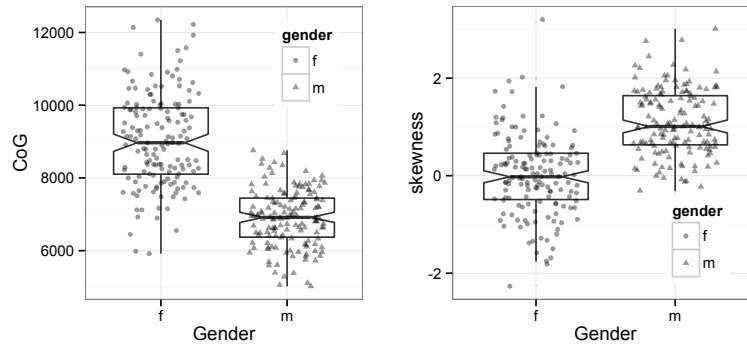 12000
10000
8000
6000
CoG
gender
f
m
f
m
Gender
2
0
-2
skewness
gender
f
m
f
m
Gender